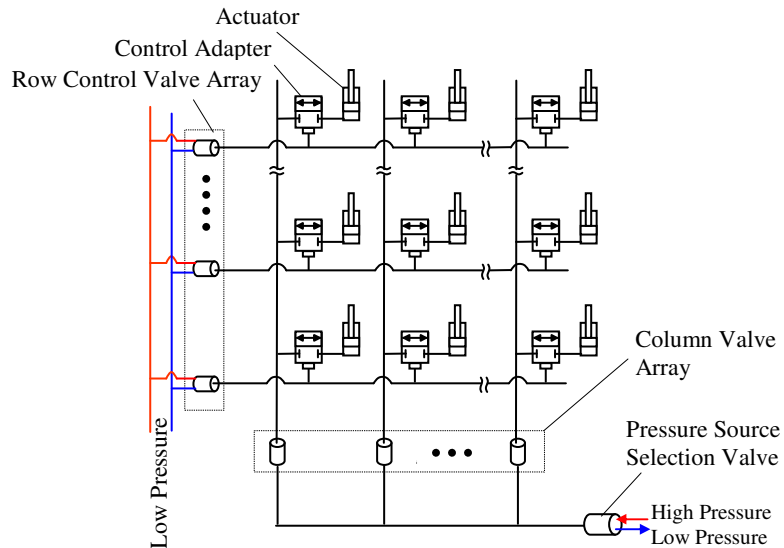 Actuator
Control Adapter
Row Control Valve Array
Column Valve
Array
Pressure Source
Selection Valve
High Pressure
Low Pressure
Low Pressure